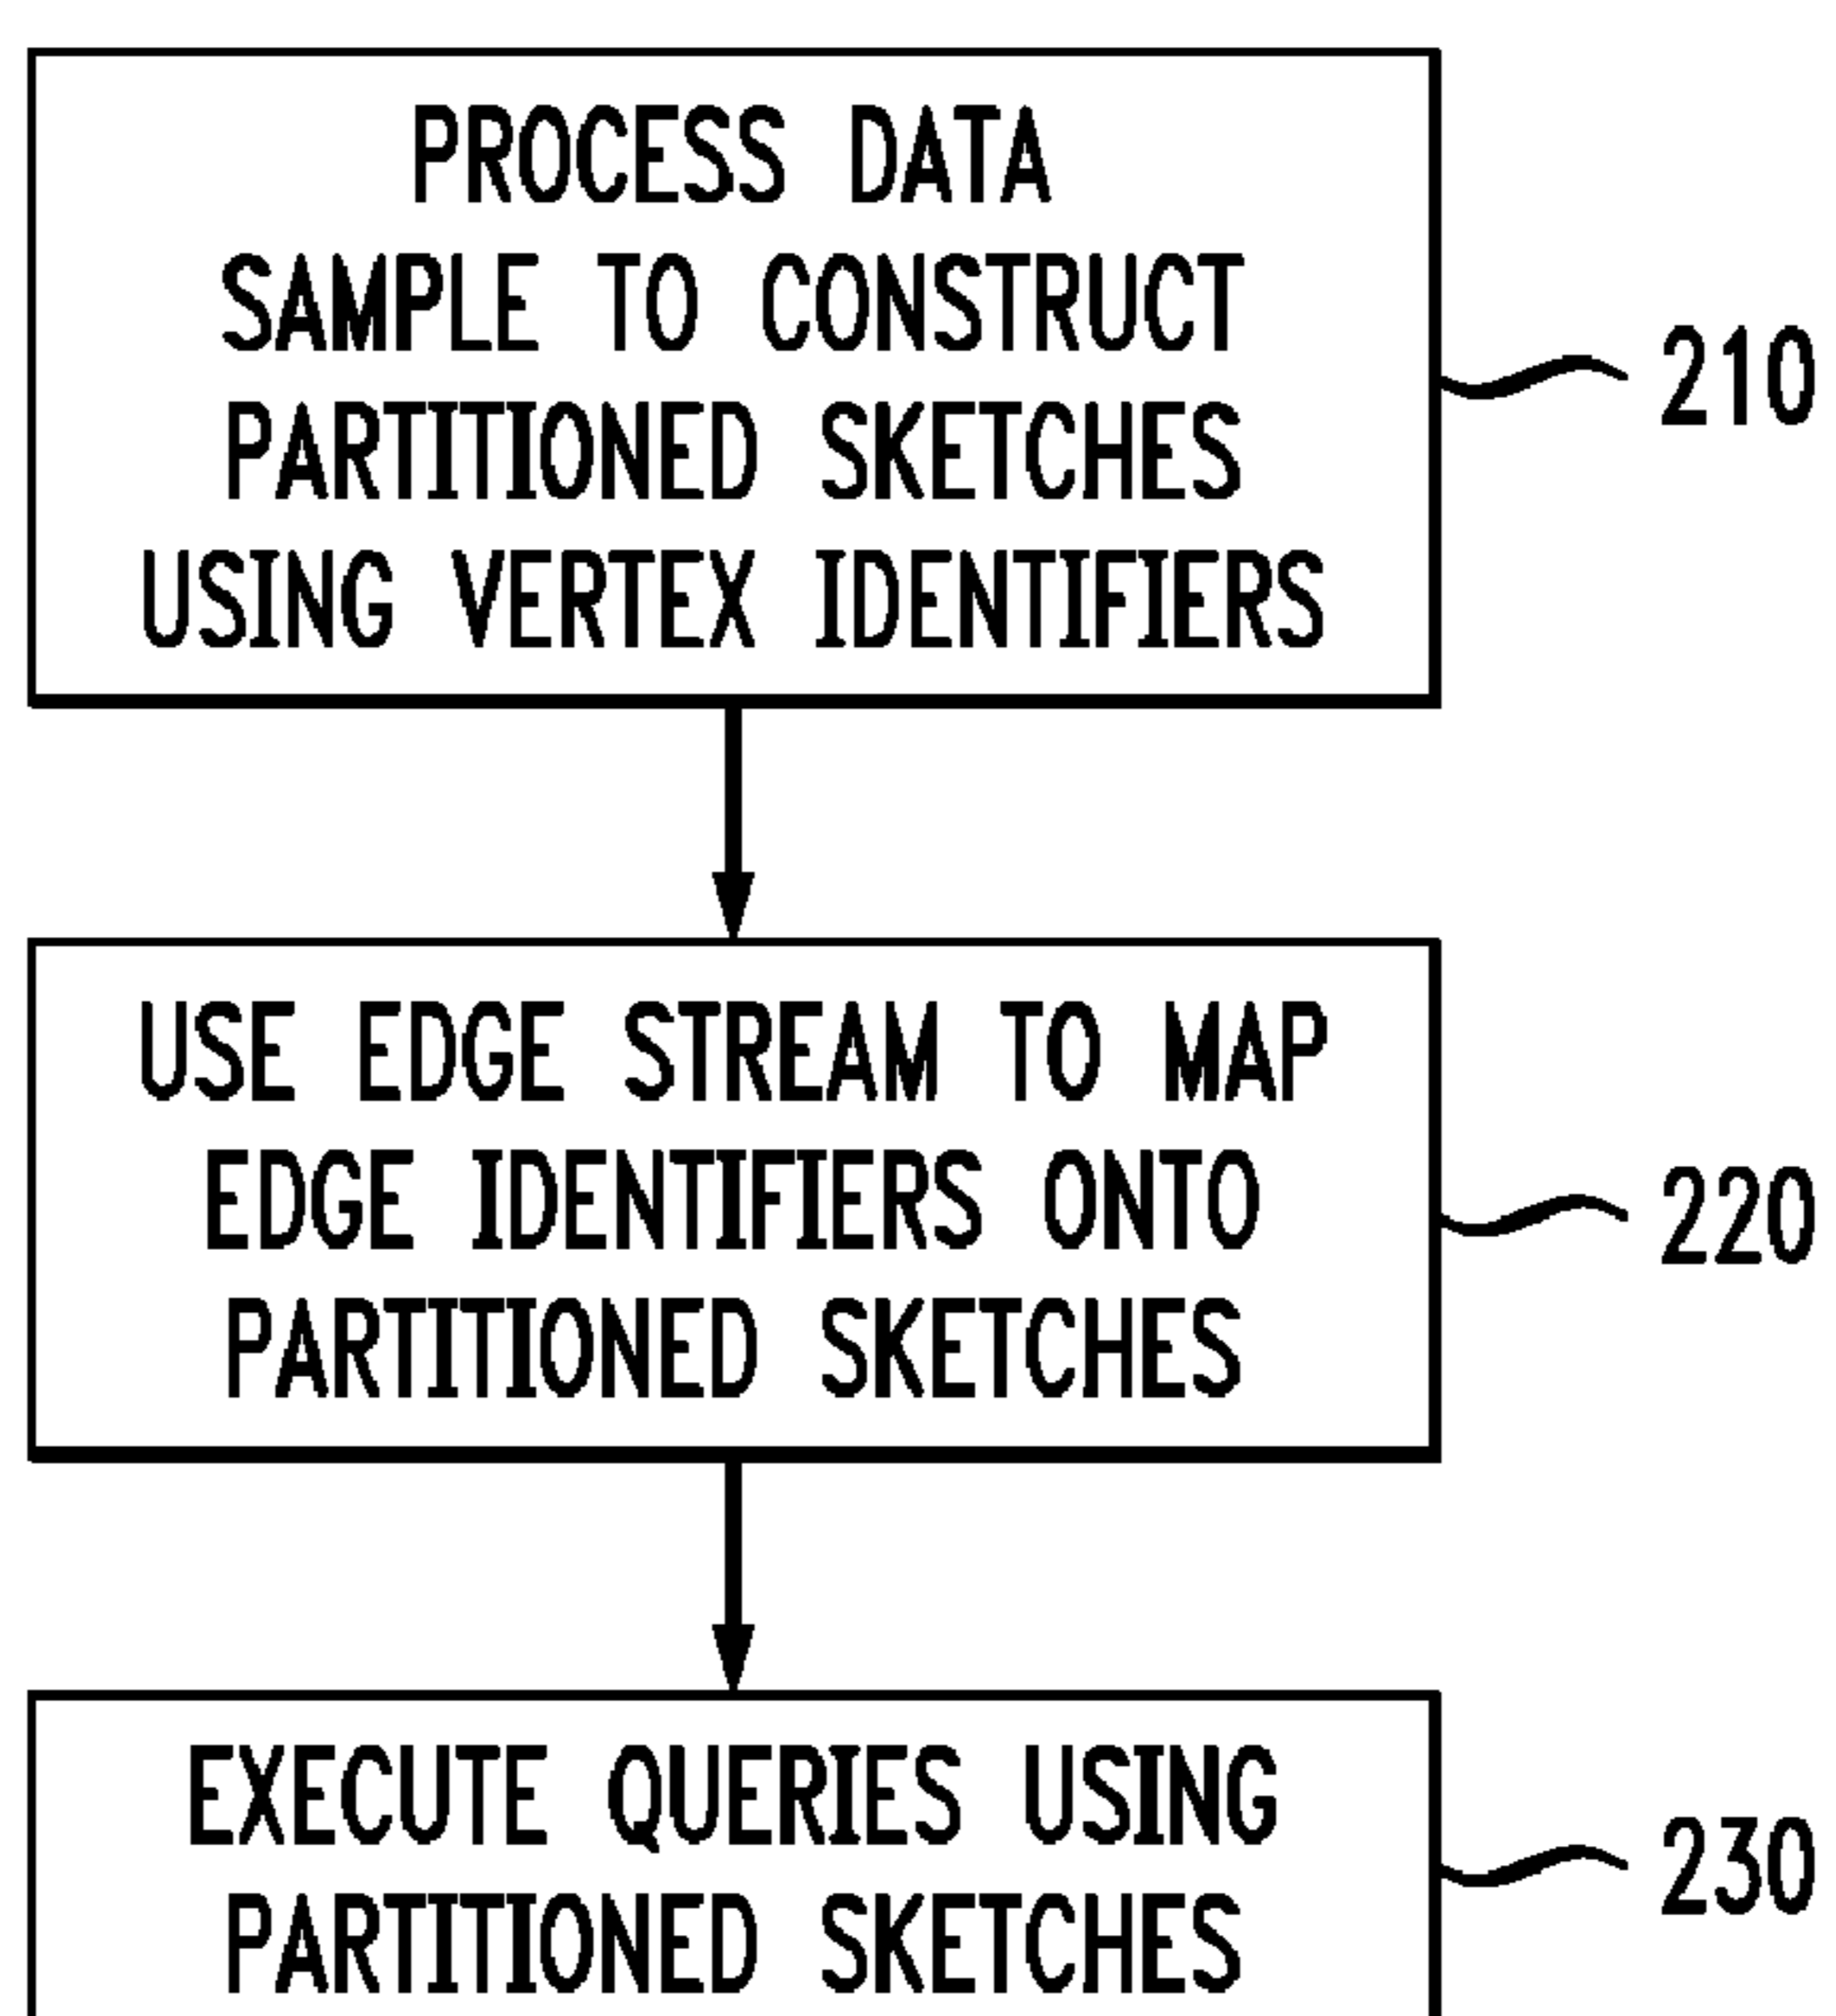 PROCESS DATA
SAMPLE TO CONSTRUCT
PARTITIONED SKETCHES
USING VERTEX IDENTIFIERS
210
USE EDGE STREAM TO MAP
EDGE IDENTIFIERS ONTO
PARTITIONED SKETCHES
220
EXECUTE QUERIES USING
PARTITIONED SKETCHES
230